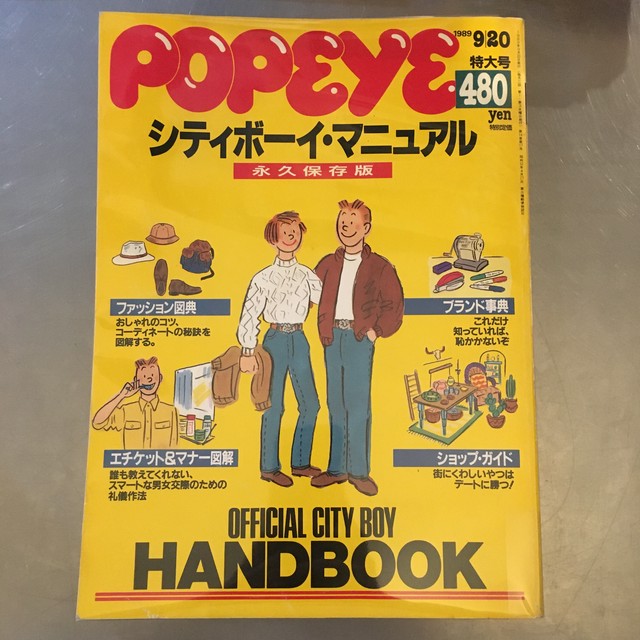 POPEYE
1989 9/20
特大号
480
yen
特別定価
シティボーイ・マニュアル
永久保存版
ファッション図典
おしゃれのコツ、
コーディネートの秘訣を
図解する。
ブランド事典
これだけ
知っていれば、
恥かかないぞ
エチケット&マナー図解
誰も教えてくれない、
スマートな男女交際のための
礼儀作法
ショップ・ガイド
街にくわしいやつは
デートに勝つ!
OFFICIAL CITY BOY
HANDBOOK